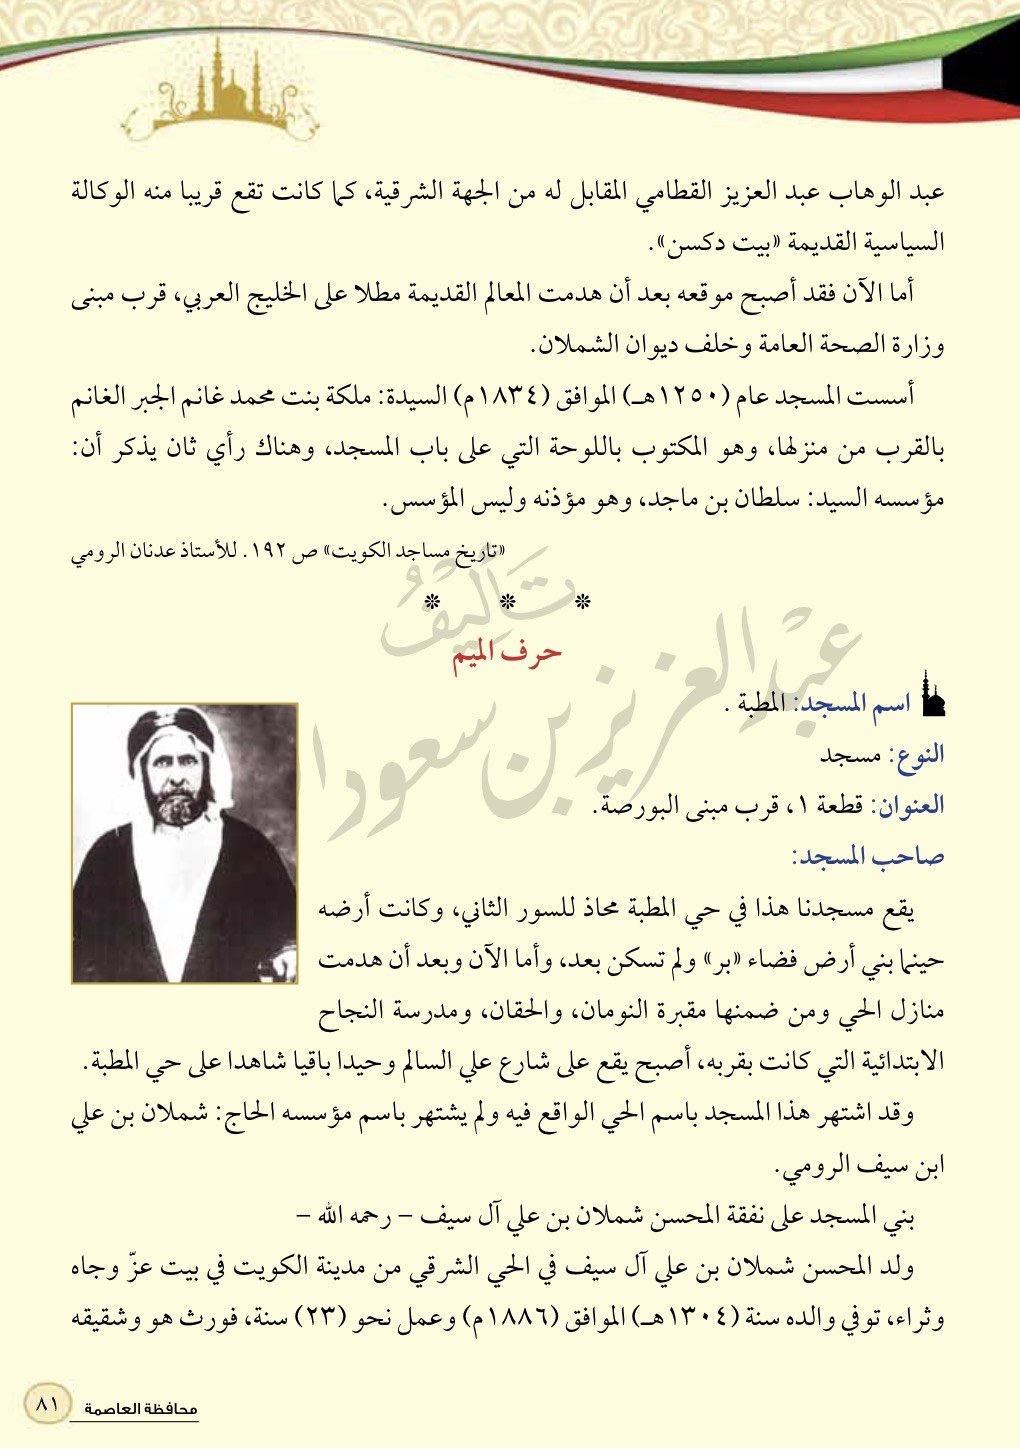 عبد الوهاب عبد العزيز القطامي المقابل له من الجهة الشرقية، كما كانت تقع قريبا منه الوكالة
السياسية القديمة «بيت دكسن».
أما الآن فقد أصبح موقعه بعد أن هدمت المعالم القديمة مطلا على الخليج العربي، قرب مبنى
وزارة الصحة العامة وخلف ديوان الشملان.
أسست المسجد عام (١٢٥٠هـ) الموافق (١٨٣٤م) السيدة: ملكة بنت محمد غانم الجبر الغانم
بالقرب من منزلها، وهو المكتوب باللوحة التي على باب المسجد، وهناك رأي ثان يذكر أن:
مؤسسه السيد: سلطان بن ماجد، وهو مؤذنه وليس المؤسس.
«تاريخ مساجد الكويت» ص ١٩٢. للأستاذ عدنان الرومي
* * *
تأليف
عبد العزيز بن سعود
حرف الميم
اسم المسجد: المطبة .
النوع: مسجد
العنوان: قطعة ١، قرب مبنى البورصة.
صاحب المسجد:
يقع مسجدنا هذا في حي المطبة محاذ للسور الثاني، وكانت أرضه
حينما بني أرض فضاء «بر» ولم تسكن بعد، وأما الآن وبعد أن هدمت
منازل الحي ومن ضمنها مقبرة النومان، والحقان، ومدرسة النجاح
الابتدائية التي كانت بقربه، أصبح يقع على شارع علي السالم وحيدا باقيا شاهدا على حي المطبة.
وقد اشتهر هذا المسجد باسم الحي الواقع فيه ولم يشتهر باسم مؤسسه الحاج: شملان بن علي
ابن سيف الرومي.
بني المسجد على نفقة المحسن شملان بن علي آل سيف – رحمه الله –
ولد المحسن شملان بن علي آل سيف في الحي الشرقي من مدينة الكويت في بيت عزّ وجاه
وثراء، توفي والده سنة (١٣٠٤هـ) الموافق (١٨٨٦م) وعمل نحو (٢٣) سنة، فورث هو وشقيقه
محافظة العاصمة
٨١